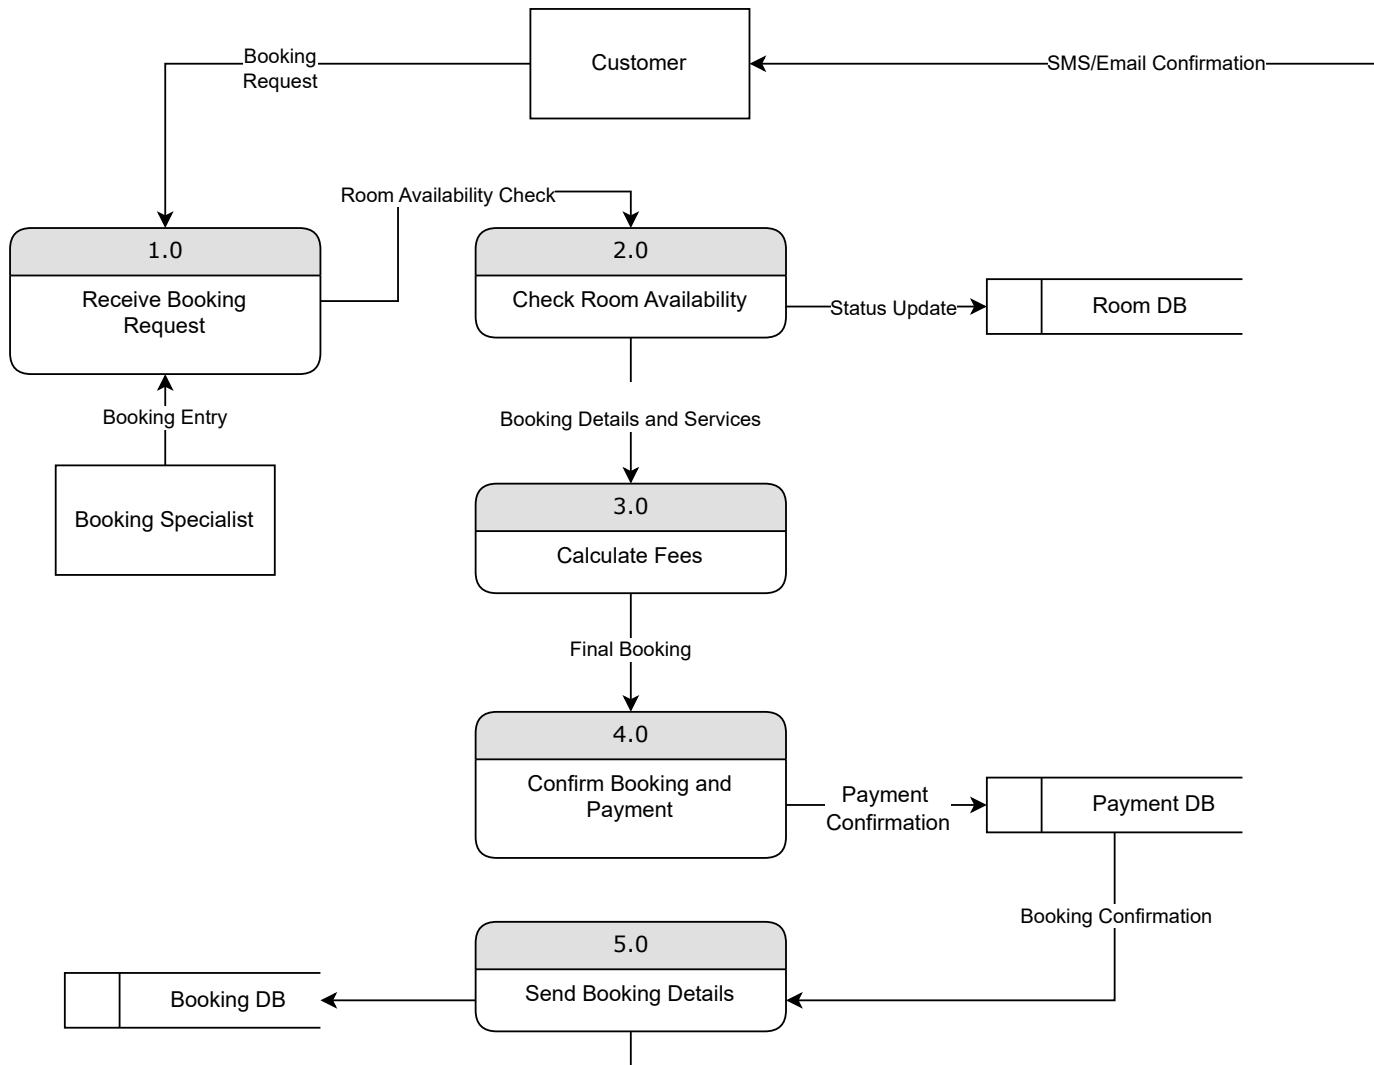 Customer
Booking
Request
SMS/Email Confirmation
Room Availability Check
1.0
Receive Booking
Request
2.0
Check Room Availability
Status Update
Room DB
Booking Entry
Booking Details and Services
Booking Specialist
3.0
Calculate Fees
Final Booking
4.0
Confirm Booking and
Payment
Payment
Confirmation
Payment DB
Booking Confirmation
5.0
Send Booking Details
Booking DB